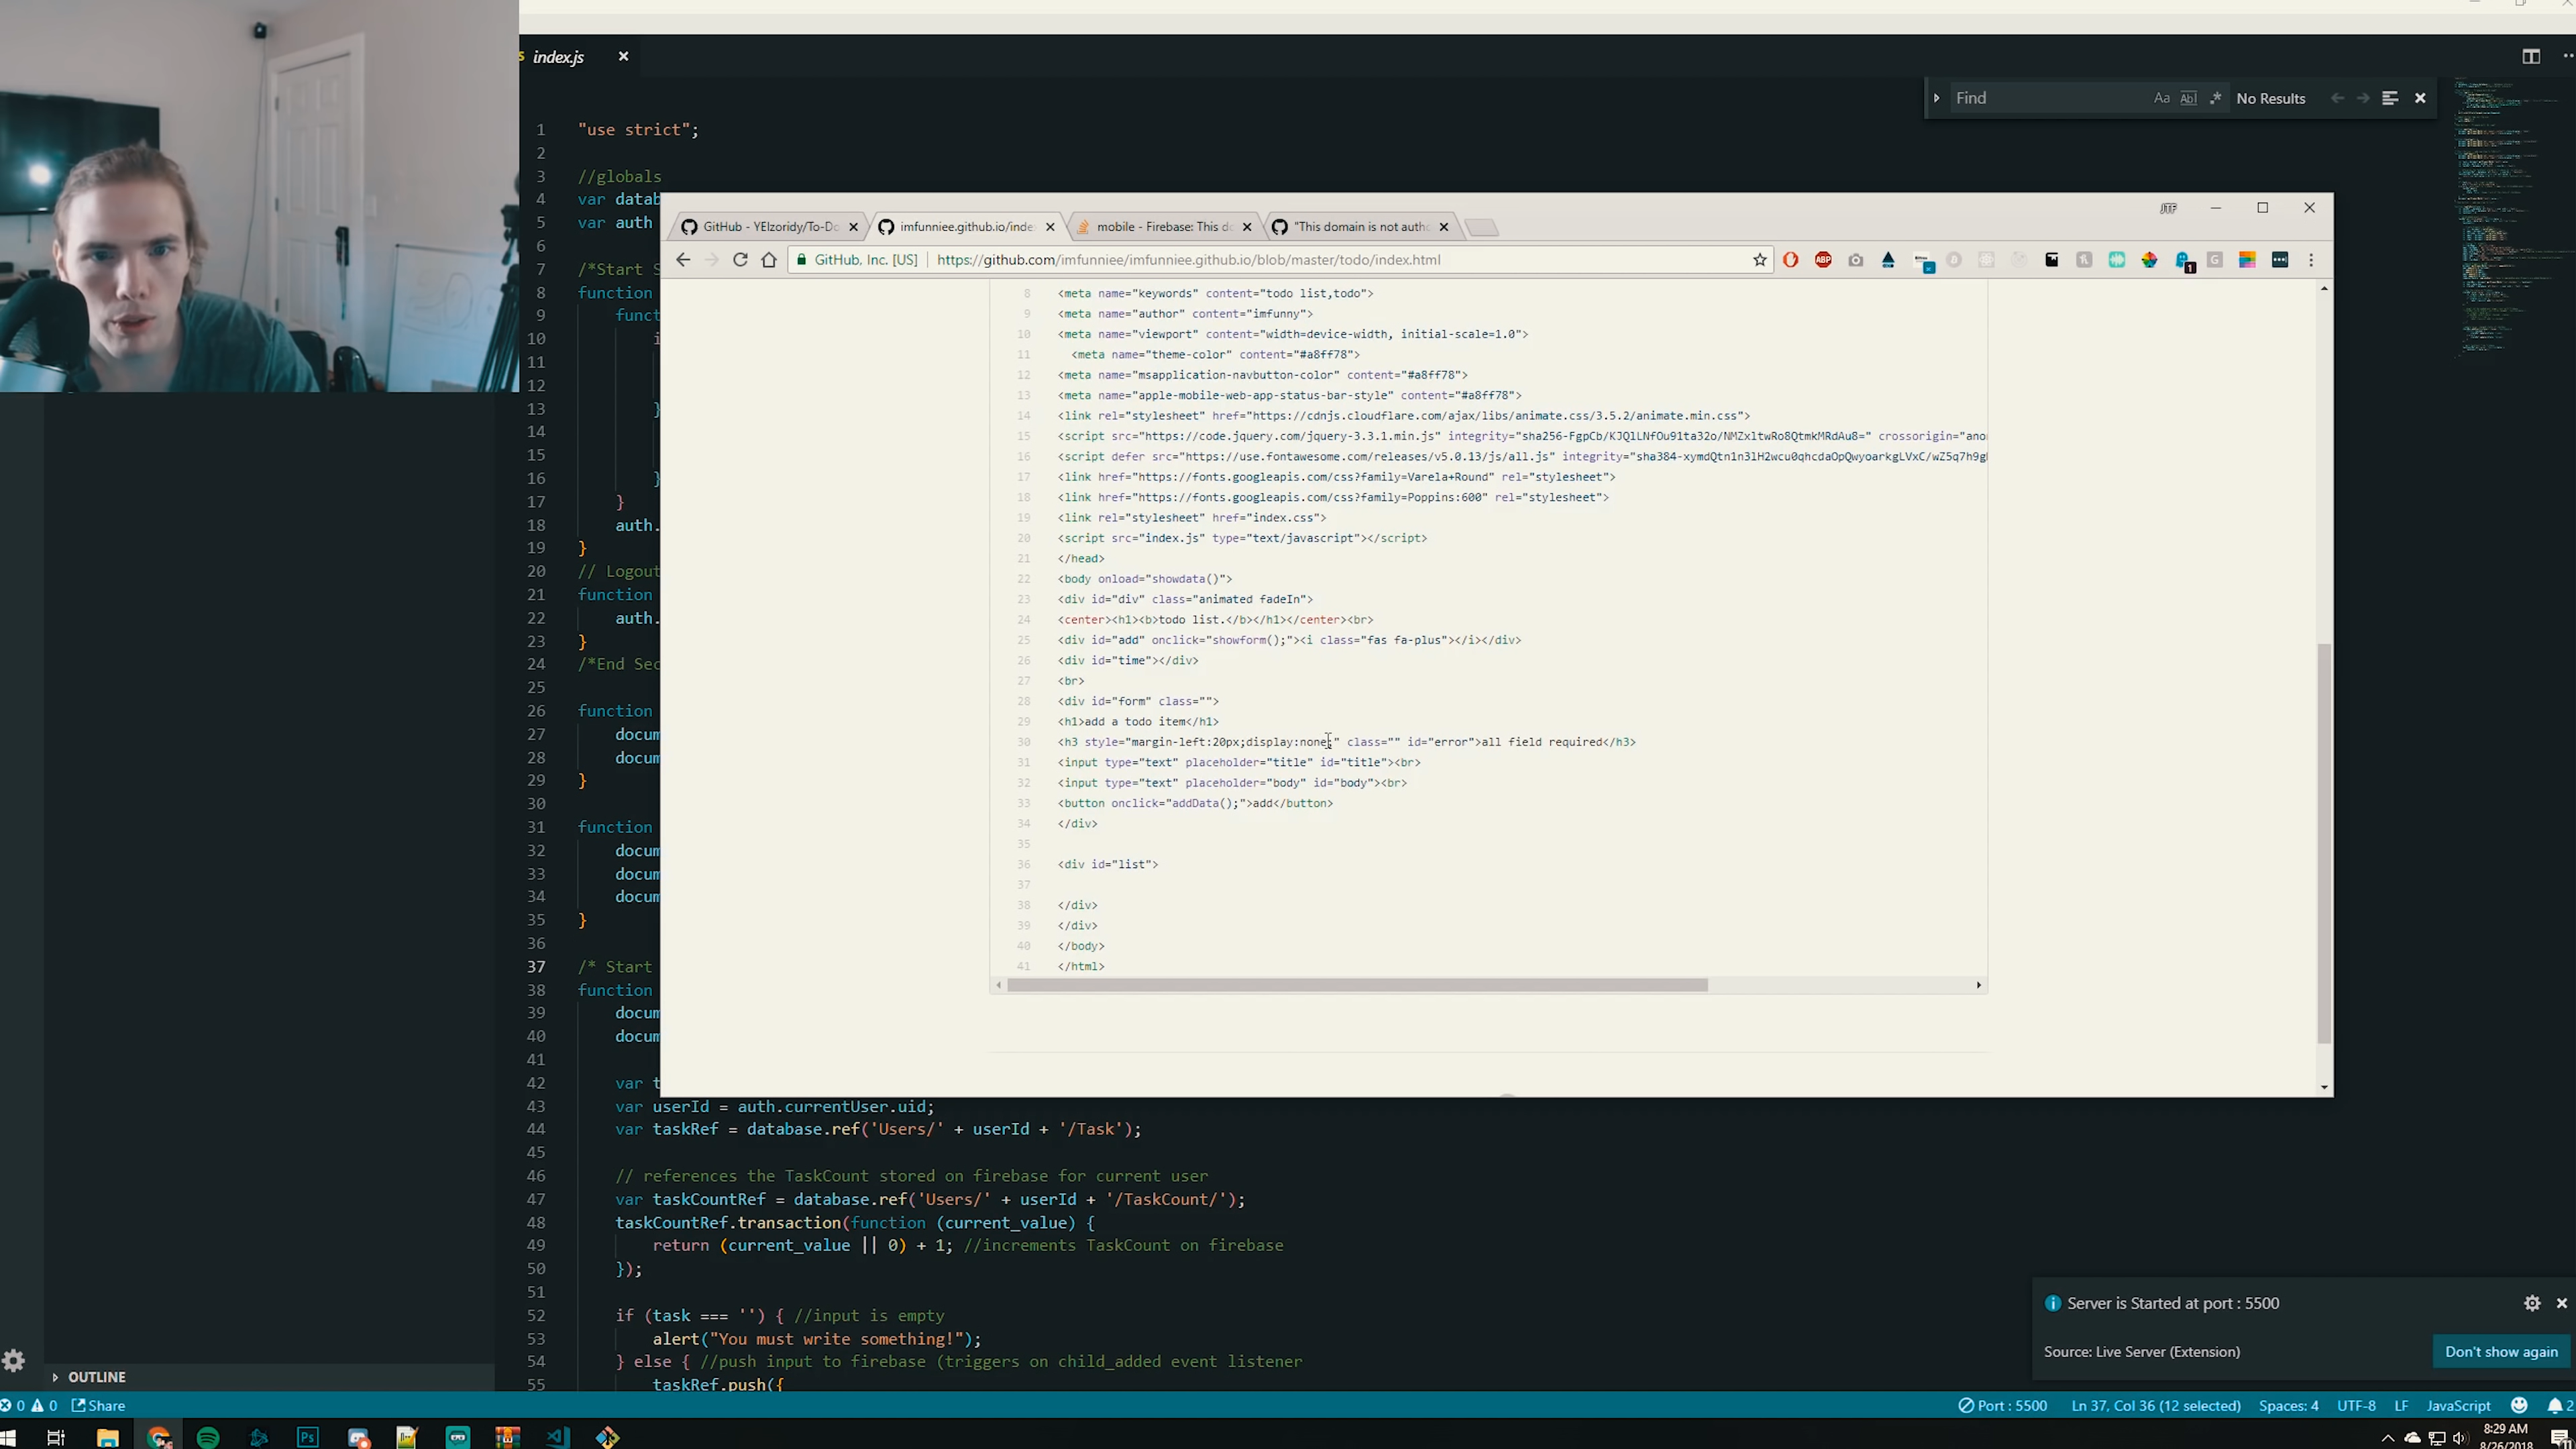 index.js
Find
Aa
Abl
.*
No Results
1 "use strict";
2
3 //globals
4 var datab
5 var auth
6
7 /*Start S
8 function
9 funct
10 i
11
12
13 }
14
15
16 }
17 }
18 auth.
19 }
20 // Logout
21 function
22 auth.
23 }
24 /*End Sec
25
26 function
27 docum
28 docum
29 }
30
31 function
32 docum
33 docum
34 docum
35 }
36
37 /* Start
38 function
39 docum
40 docum
41
42 var t
43 var userId = auth.currentUser.uid;
44 var taskRef = database.ref('Users/' + userId + '/Task');
45
46 // references the TaskCount stored on firebase for current user
47 var taskCountRef = database.ref('Users/' + userId + '/TaskCount/');
48 taskCountRef.transaction(function (current_value) {
49 return (current_value || 0) + 1; //increments TaskCount on firebase
50 });
51
52 if (task === '') { //input is empty
53 alert("You must write something!");
54 } else { //push input to firebase (triggers on child_added event listener
55 taskRef.push({
JTF
GitHub - YEIzoridy/To-Do
imfunniee.github.io/inde
mobile - Firebase: This d
"This domain is not autho
GitHub, Inc. [US] https://github.com/imfunniee/imfunniee.github.io/blob/master/todo/index.html
ABP
8 <meta name="keywords" content="todo list,todo">
9 <meta name="author" content="imfunny">
10 <meta name="viewport" content="width=device-width, initial-scale=1.0">
11 <meta name="theme-color" content="#a8ff78">
12 <meta name="msapplication-navbutton-color" content="#a8ff78">
13 <meta name="apple-mobile-web-app-status-bar-style" content="#a8ff78">
14 <link rel="stylesheet" href="https://cdnjs.cloudflare.com/ajax/libs/animate.css/3.5.2/animate.min.css">
15 <script src="https://code.jquery.com/jquery-3.3.1.min.js" integrity="sha256-FgpCb/KJQlLNfOu91ta32o/NMZxltwRo8QtmkMRdAu8=" crossorigin="ano
16 <script defer src="https://use.fontawesome.com/releases/v5.0.13/js/all.js" integrity="sha384-xymdQtn1n3lH2wcu0qhcdaOpQwyoarkgLVxC/wZ5q7h9g
17 <link href="https://fonts.googleapis.com/css?family=Varela+Round" rel="stylesheet">
18 <link href="https://fonts.googleapis.com/css?family=Poppins:600" rel="stylesheet">
19 <link rel="stylesheet" href="index.css">
20 <script src="index.js" type="text/javascript"></script>
21 </head>
22 <body onload="showdata()">
23 <div id="div" class="animated fadeIn">
24 <center><h1><b>todo list.</b></h1></center><br>
25 <div id="add" onclick="showform();"><i class="fas fa-plus"></i></div>
26 <div id="time"></div>
27 <br>
28 <div id="form" class="">
29 <h1>add a todo item</h1>
30 <h3 style="margin-left:20px;display:none;" class="" id="error">all field required</h3>
31 <input type="text" placeholder="title" id="title"><br>
32 <input type="text" placeholder="body" id="body"><br>
33 <button onclick="addData();">add</button>
34 </div>
35
36 <div id="list">
37
38 </div>
39 </div>
40 </body>
41 </html>
Server is Started at port : 5500
Source: Live Server (Extension)
Don't show again
OUTLINE
0 0 Share
Port : 5500
Ln 37, Col 36 (12 selected)
Spaces: 4
UTF-8
LF
JavaScript
2
Ps
8:29 AM
8/26/2018